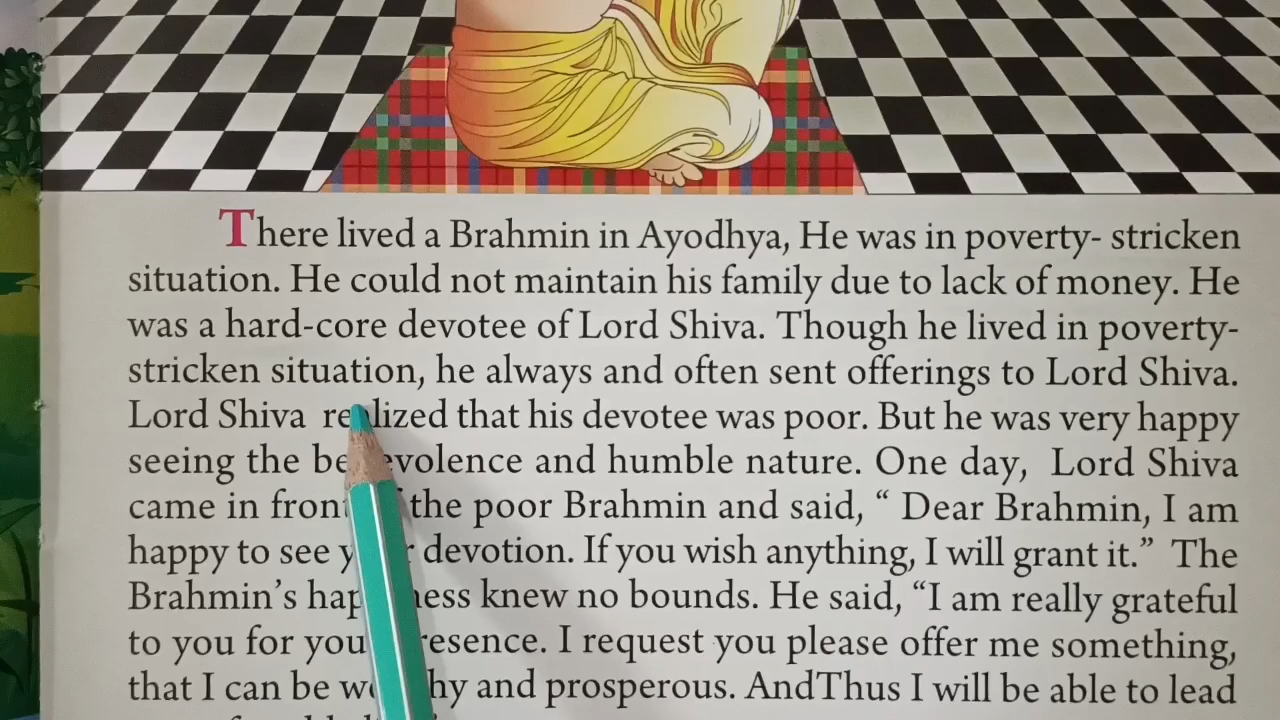 There lived a Brahmin in Ayodhya, He was in poverty- stricken
situation. He could not maintain his family due to lack of money. He
was a hard-core devotee of Lord Shiva. Though he lived in poverty-
stricken situation, he always and often sent offerings to Lord Shiva.
Lord Shiva realized that his devotee was poor. But he was very happy
seeing the benevolence and humble nature. One day, Lord Shiva
came in front the poor Brahmin and said, “ Dear Brahmin, I am
happy to see devotion. If you wish anything, I will grant it.” The
Brahmin’s happiness knew no bounds. He said, “I am really grateful
to you for presence. I request you please offer me something,
that I can be and prosperous. AndThus I will be able to lead